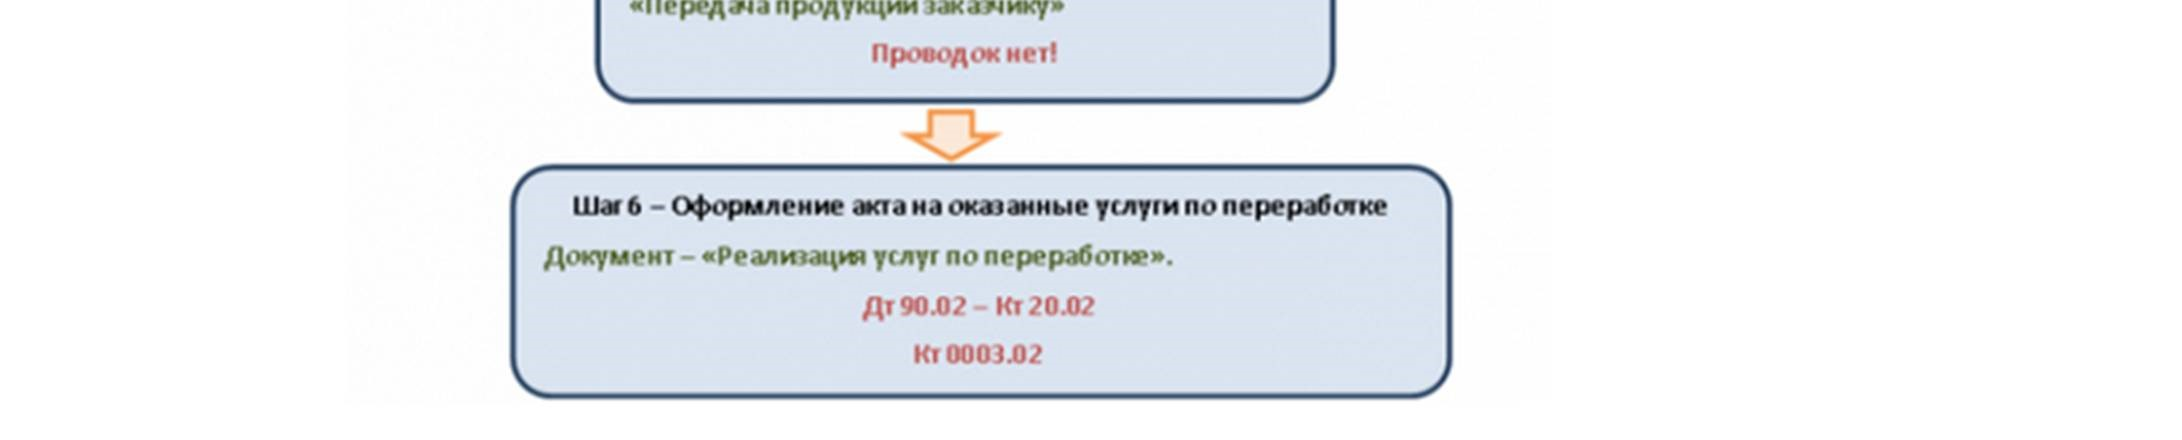 «Передача продукции заказчику»
Проводок нет!
Шаг 6 – Оформление акта на оказанные услуги по переработке
Документ – «Реализация услуг по переработке».
Дт 90.02 – Кт 20.02
Кт 0003.02